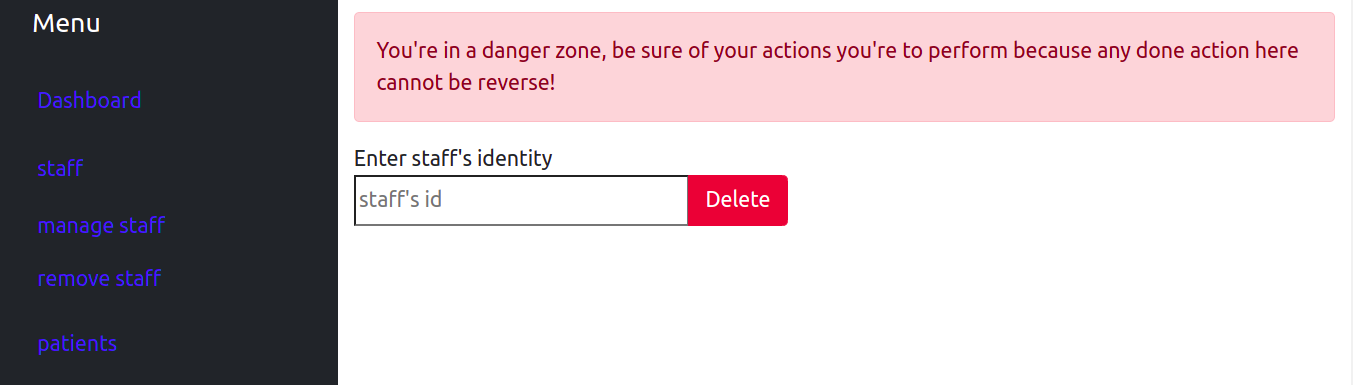 Menu
Dashboard
staff
manage staff
remove staff
patients
You're in a danger zone, be sure of your actions you're to perform because any done action here
cannot be reverse!
Enter staff's identity
staff's id
Delete